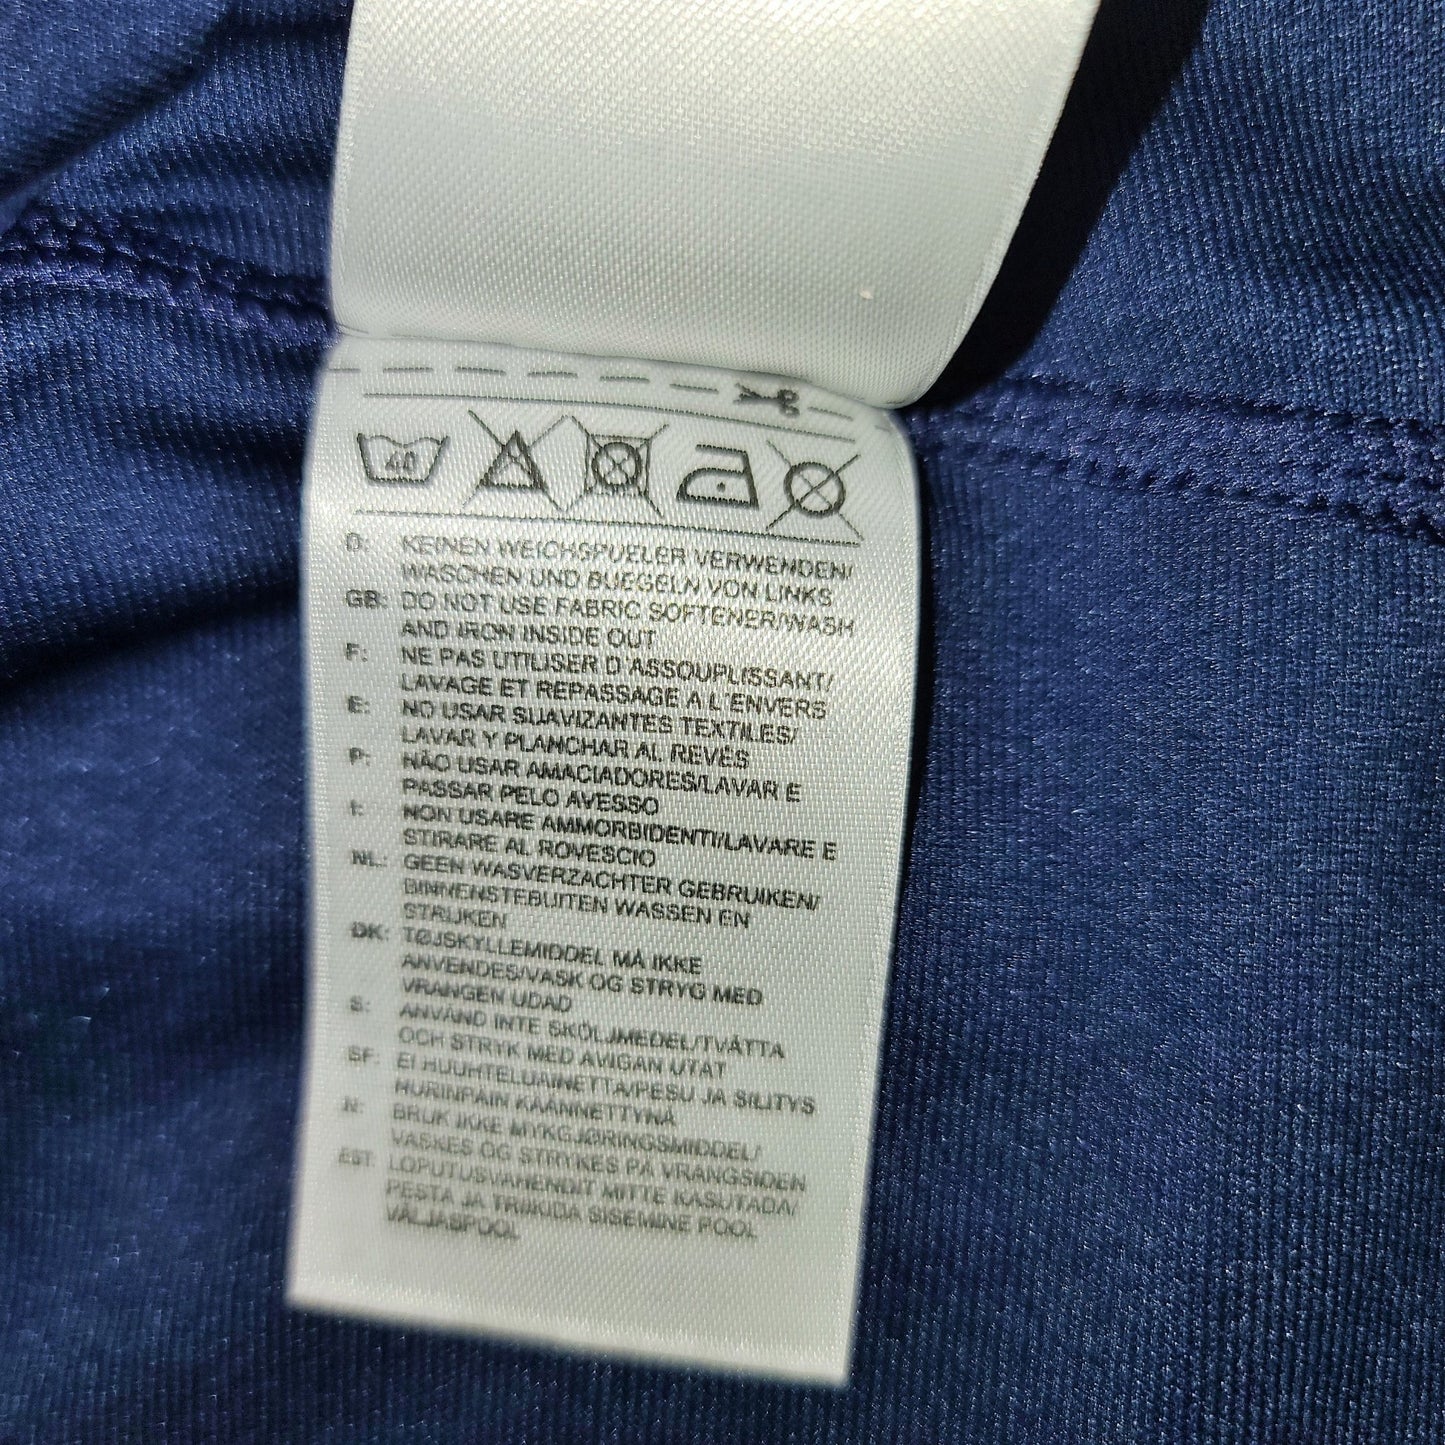 40
D: KEINEN WEICHSPUELER VERWENDEN/
WASCHEN UND BUEGELN VON LINKS
GB: DO NOT USE FABRIC SOFTENER/WASH
AND IRON INSIDE OUT
F: NE PAS UTILISER D'ASSOUPLISSANT/
LAVAGE ET REPASSAGE A L'ENVERS
E: NO USAR SUAVIZANTES TEXTILES/
LAVAR Y PLANCHAR AL REVÉS
P: NÃO USAR AMACIADORES/LAVAR E
PASSAR PELO AVESSO
I: NON USARE AMMORBIDENTI/LAVARE E
STIRARE AL ROVESCIO
NL: GEEN WASVERZACHTER GEBRUIKEN/
BINNENSTEBUITEN WASSEN EN
STRIJKEN
DK: TØJSKYLLEMIDDEL MÅ IKKE
ANVENDES/VASK OG STRYG MED
VRANGEN UDAD
S: ANVÄND INTE SKÖLJMEDEL/TVÄTTA
OCH STRYK MED AVIGAN UTÅT
SF: EI HUUHTELUAINETTA/PESU JA SILITYS
NURINPÄIN KÄÄNNETTYNÄ
N: BRUK IKKE MYKGJØRINGSMIDDEL/
VASKES OG STRYKES PÅ VRANGSIDEN
EST: LOPUTUSVAHENDIT MITTE KASUTADA/
PESTA JA TRIIKIDA SISEMINE POOL
VÄLJASPOOL